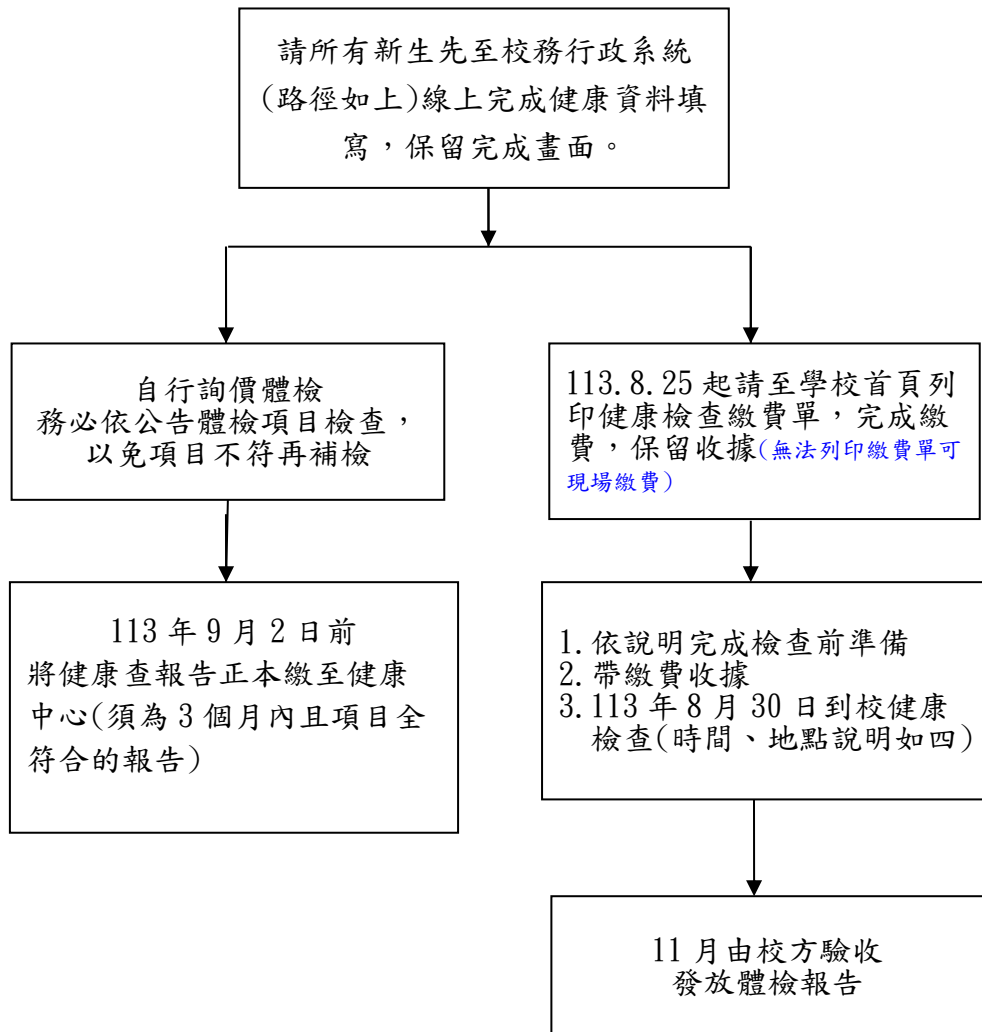 請所有新生先至校務行政系統
(路徑如上)線上完成健康資料填
寫，保留完成畫面。
自行詢價體檢
務必依公告體檢項目檢查，
以免項目不符再補檢
113.8.25 起請至學校首頁列
印健康檢查繳費單，完成繳
費，保留收據(無法列印繳費單可
現場繳費)
113 年 9 月 2 日前
將健康查報告正本繳至健康
中心(須為 3 個月內且項目全
符合的報告)
1. 依說明完成檢查前準備
2. 帶繳費收據
3. 113 年 8 月 30 日到校健康
檢查(時間、地點說明如四)
11 月由校方驗收
發放體檢報告